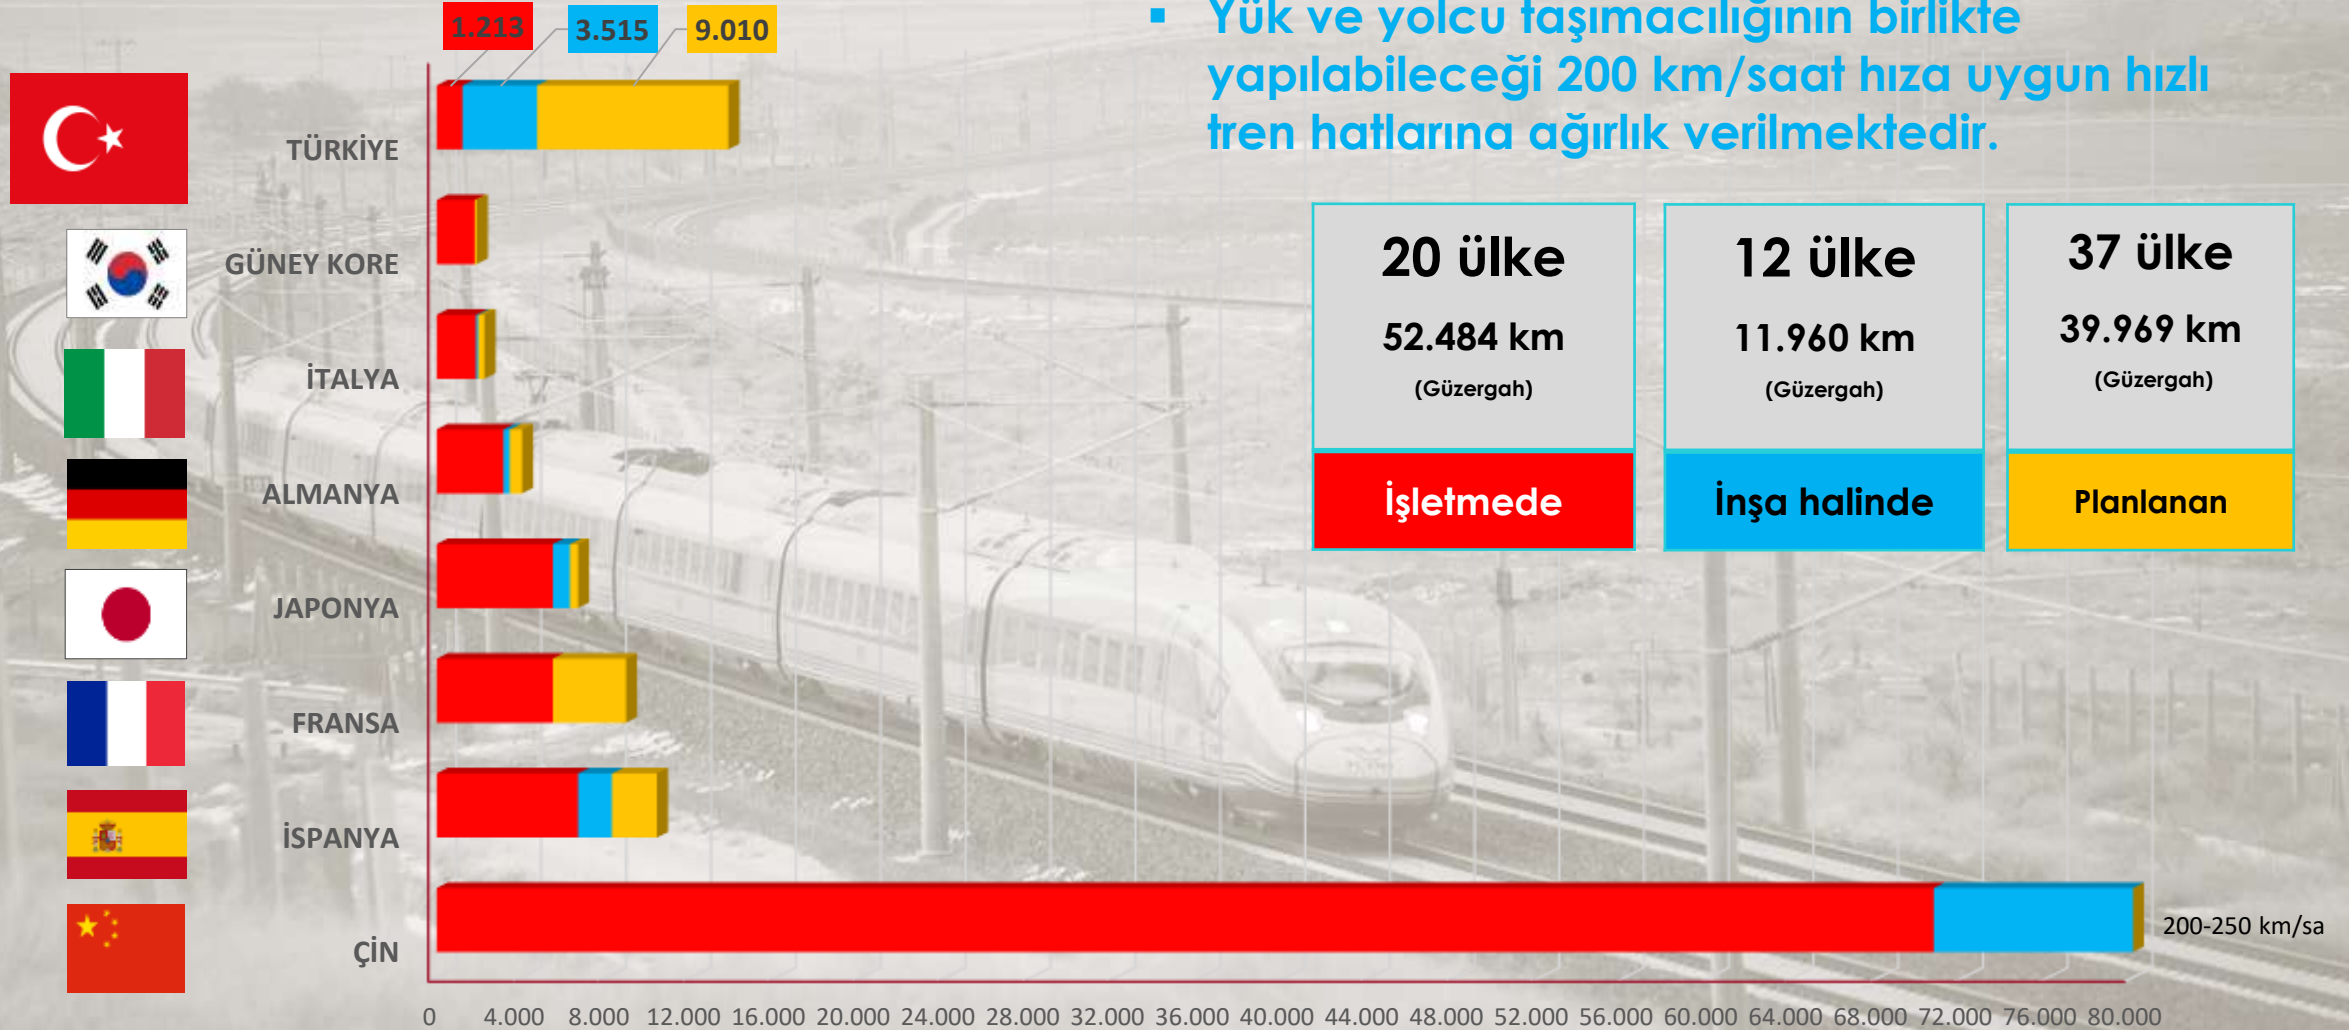 1.213 3.515 9.010
▪ Yük ve yolcu taşımacılığının birlikte
yapılabileceği 200 km/saat hıza uygun hızlı
tren hatlarına ağırlık verilmektedir.
TÜRKİYE
GÜNEY KORE
İTALYA
ALMANYA
JAPONYA
FRANSA
İSPANYA
ÇİN
20 ülke
52.484 km
(Güzergah)
İşletmede
12 ülke
11.960 km
(Güzergah)
İnşa halinde
37 ülke
39.969 km
(Güzergah)
Planlanan
200-250 km/sa
0 4.000 8.000 12.000 16.000 20.000 24.000 28.000 32.000 36.000 40.000 44.000 48.000 52.000 56.000 60.000 64.000 68.000 72.000 76.000 80.000